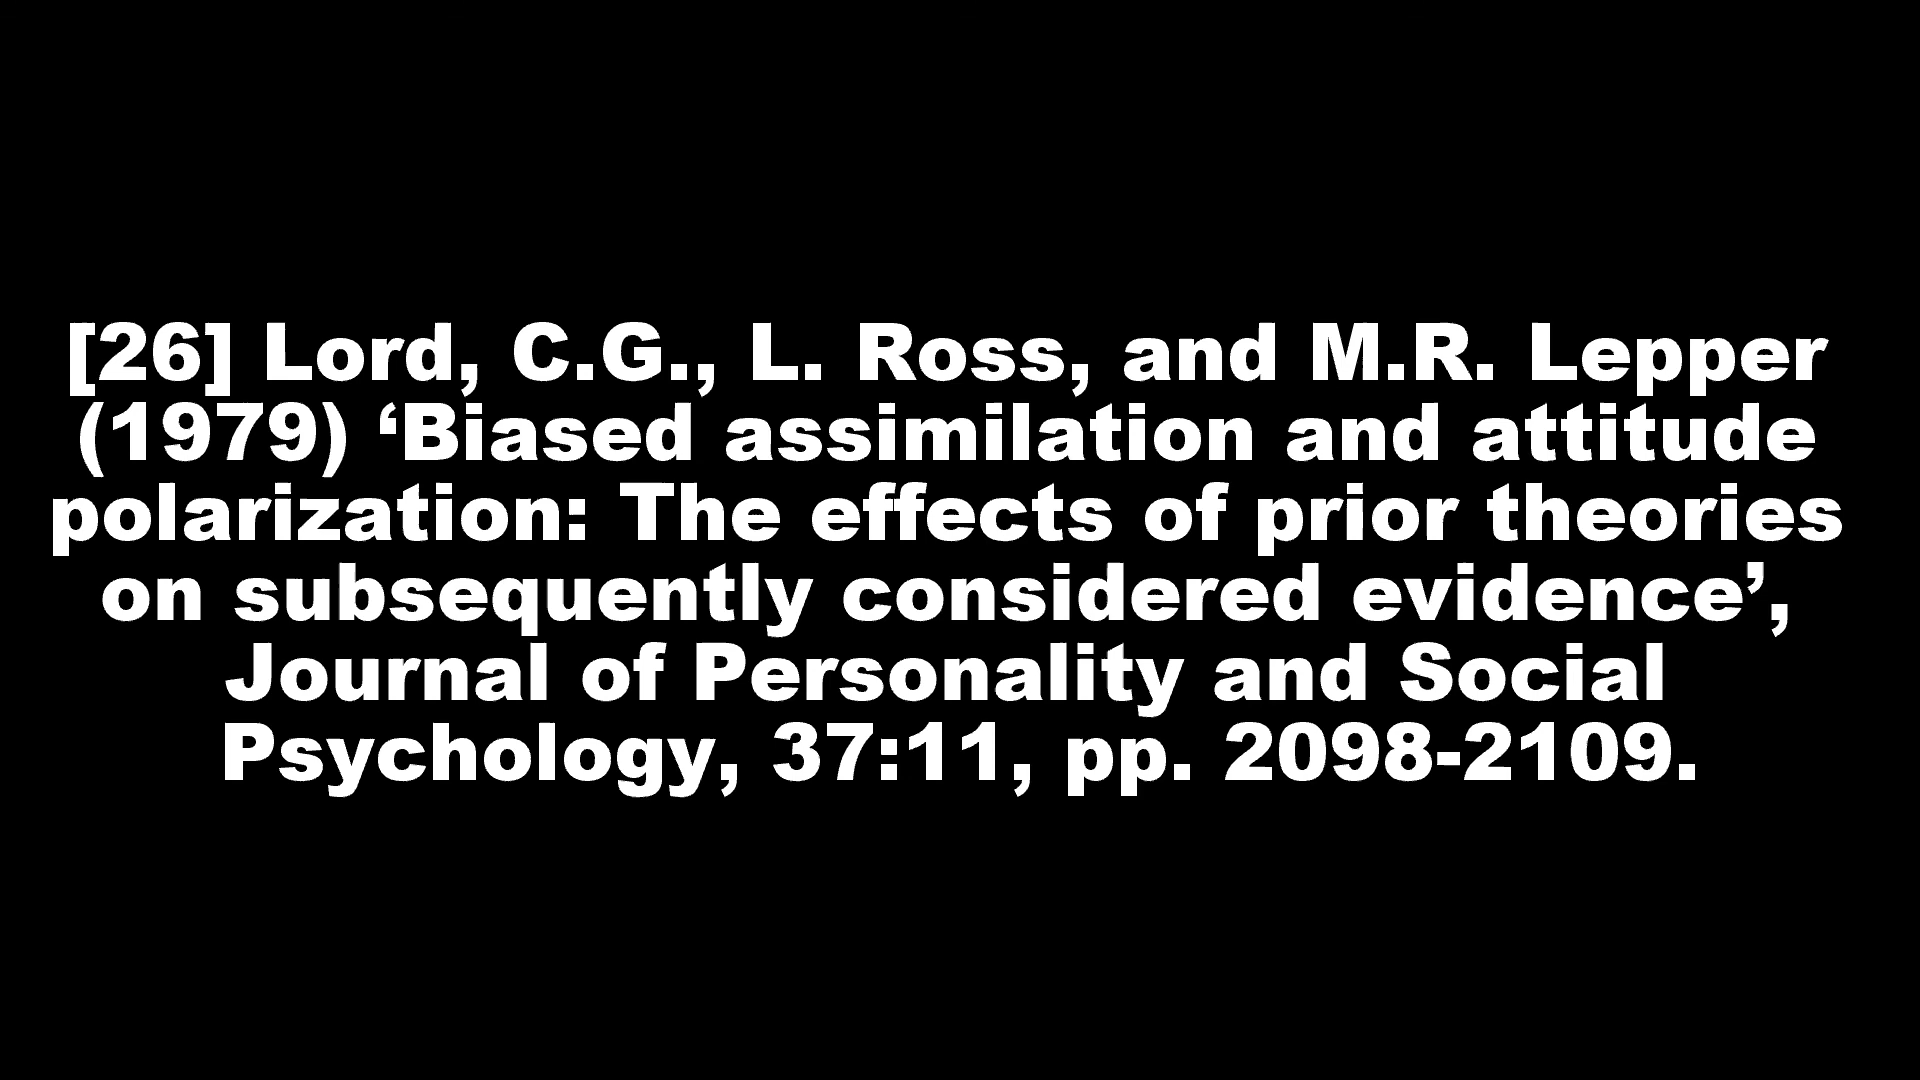 [26] Lord, C.G., L. Ross, and M.R. Lepper
(1979) ‘Biased assimilation and attitude
polarization: The effects of prior theories
on subsequently considered evidence’,
Journal of Personality and Social
Psychology, 37:11, pp. 2098-2109.